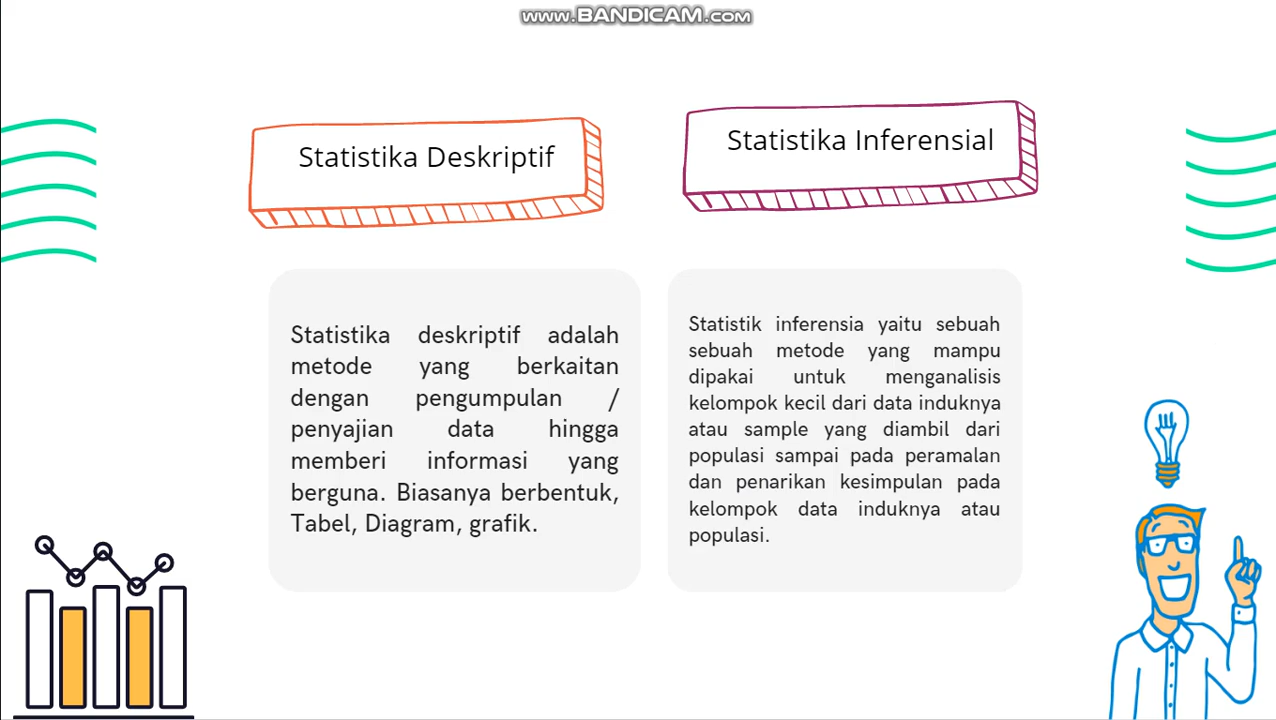 www.BANDICAM.com
Statistika Deskriptif
Statistika Inferensial
Statistika deskriptif adalah
metode yang berkaitan
dengan pengumpulan /
penyajian data hingga
memberi informasi yang
berguna. Biasanya berbentuk,
Tabel, Diagram, grafik.
Statistik inferensia yaitu sebuah
sebuah metode yang mampu
dipakai untuk menganalisis
kelompok kecil dari data induknya
atau sample yang diambil dari
populasi sampai pada peramalan
dan penarikan kesimpulan pada
kelompok data induknya atau
populasi.